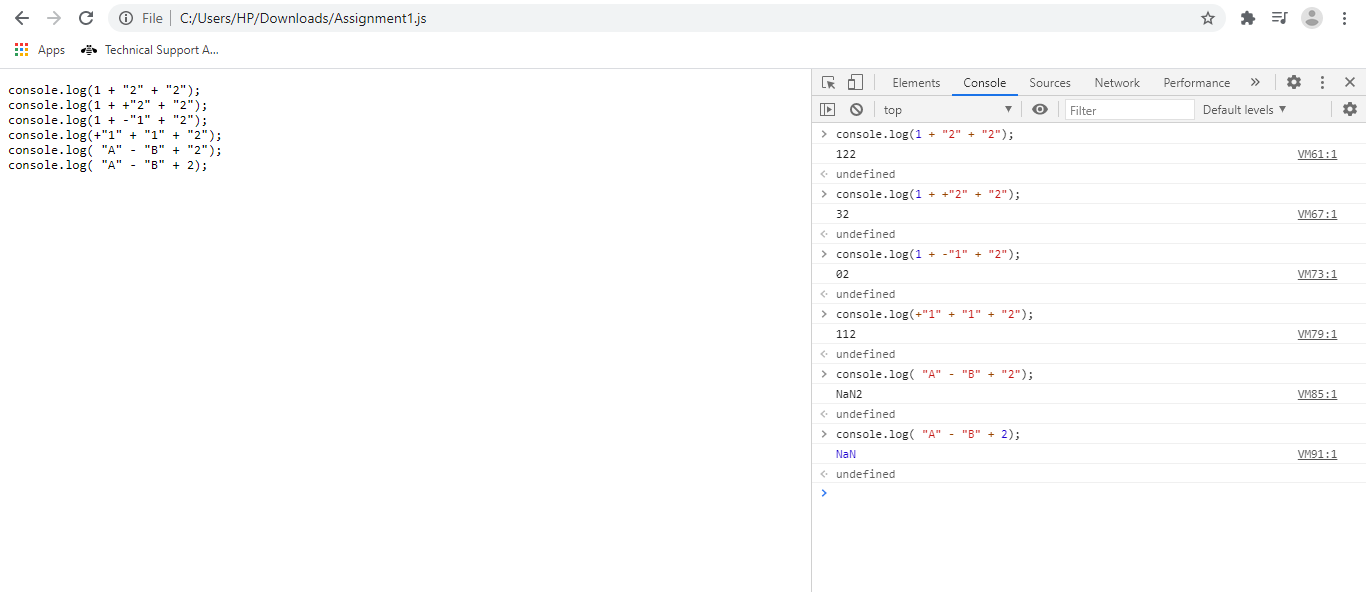 File C:/Users/HP/Downloads/Assignment1.js
Apps Technical Support A...
console.log(1 + "2" + "2");
console.log(1 + +"2" + "2");
console.log(1 + -"1" + "2");
console.log(+"1" + "1" + "2");
console.log( "A" - "B" + "2");
console.log( "A" - "B" + 2);
Elements Console Sources Network Performance »
top ▼ Filter Default levels ▼
> console.log(1 + "2" + "2");
122 VM61:1
undefined
> console.log(1 + +"2" + "2");
32 VM67:1
undefined
> console.log(1 + -"1" + "2");
02 VM73:1
undefined
> console.log(+"1" + "1" + "2");
112 VM79:1
undefined
> console.log( "A" - "B" + "2");
NaN2 VM85:1
undefined
> console.log( "A" - "B" + 2);
NaN VM91:1
undefined
>